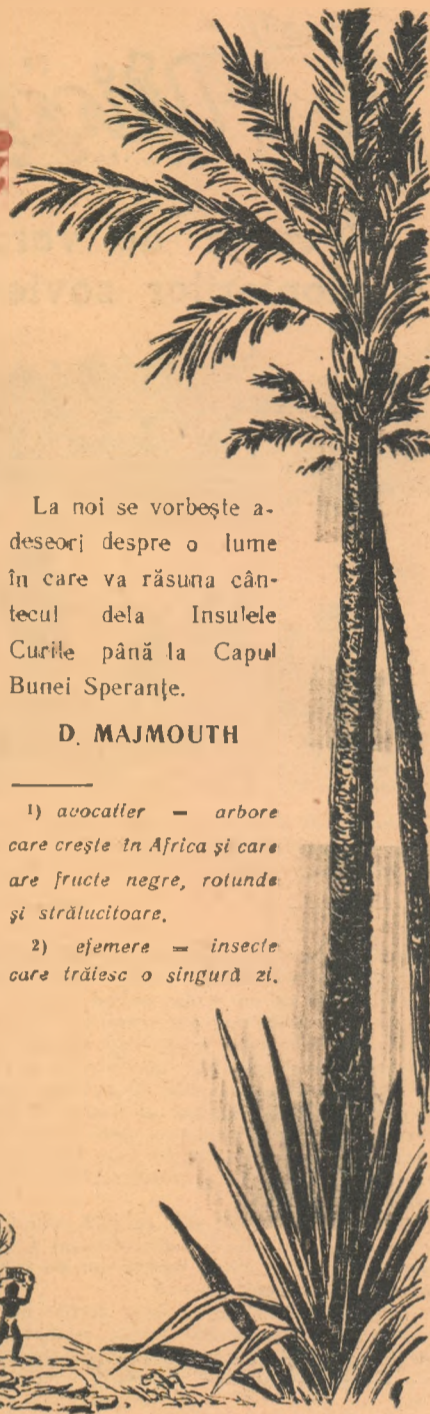 La noi se vorbește a-
deseori despre o lume
în care va răsuna cân-
tecul dela Insulele
Curile până la Capul
Bunei Speranțe.
D. MAJMOUTH
1) avocatier = arbore
care crește în Africa și care
are fructe negre, rotunde
și strălucitoare.
2) efemere = insecte
care trăiesc o singură zi.